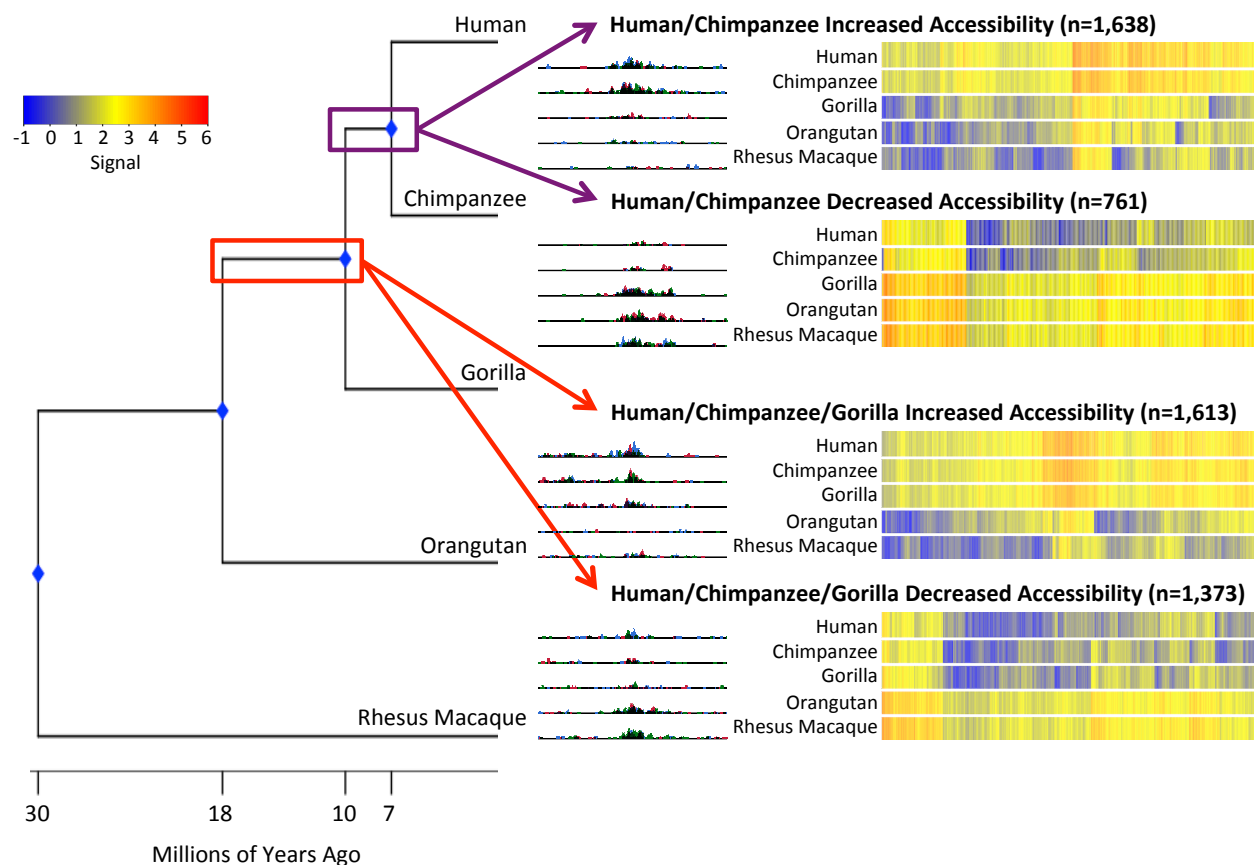 Human
Chimpanzee
Gorilla
Orangutan
Rhesus Macaque
-1 0 1 2 3 4 5 6
Signal
30 18 10 7
Millions of Years Ago
Human/Chimpanzee Increased Accessibility (n=1,638)
Human
Chimpanzee
Gorilla
Orangutan
Rhesus Macaque
Human/Chimpanzee Decreased Accessibility (n=761)
Human
Chimpanzee
Gorilla
Orangutan
Rhesus Macaque
Human/Chimpanzee/Gorilla Increased Accessibility (n=1,613)
Human
Chimpanzee
Gorilla
Orangutan
Rhesus Macaque
Human/Chimpanzee/Gorilla Decreased Accessibility (n=1,373)
Human
Chimpanzee
Gorilla
Orangutan
Rhesus Macaque